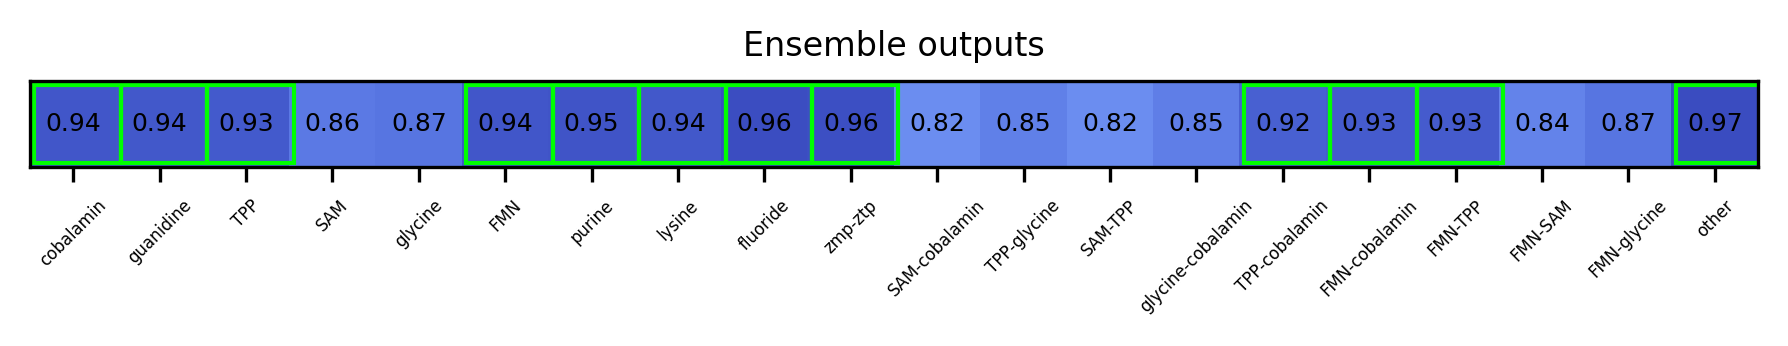 Ensemble outputs
0.94 0.94 0.93 0.86 0.87 0.94 0.95 0.94 0.96 0.96 0.82 0.85 0.82 0.85 0.92 0.93 0.93 0.84 0.87 0.97
cobalamin
guanidine
TPP
SAM
glycine
FMN
purine
lysine
fluoride
zmp-ztp
SAM-cobalamin
TPP-glycine
SAM-TPP
glycine-cobalamin
TPP-cobalamin
FMN-cobalamin
FMN-TPP
FMN-SAM
FMN-glycine
other